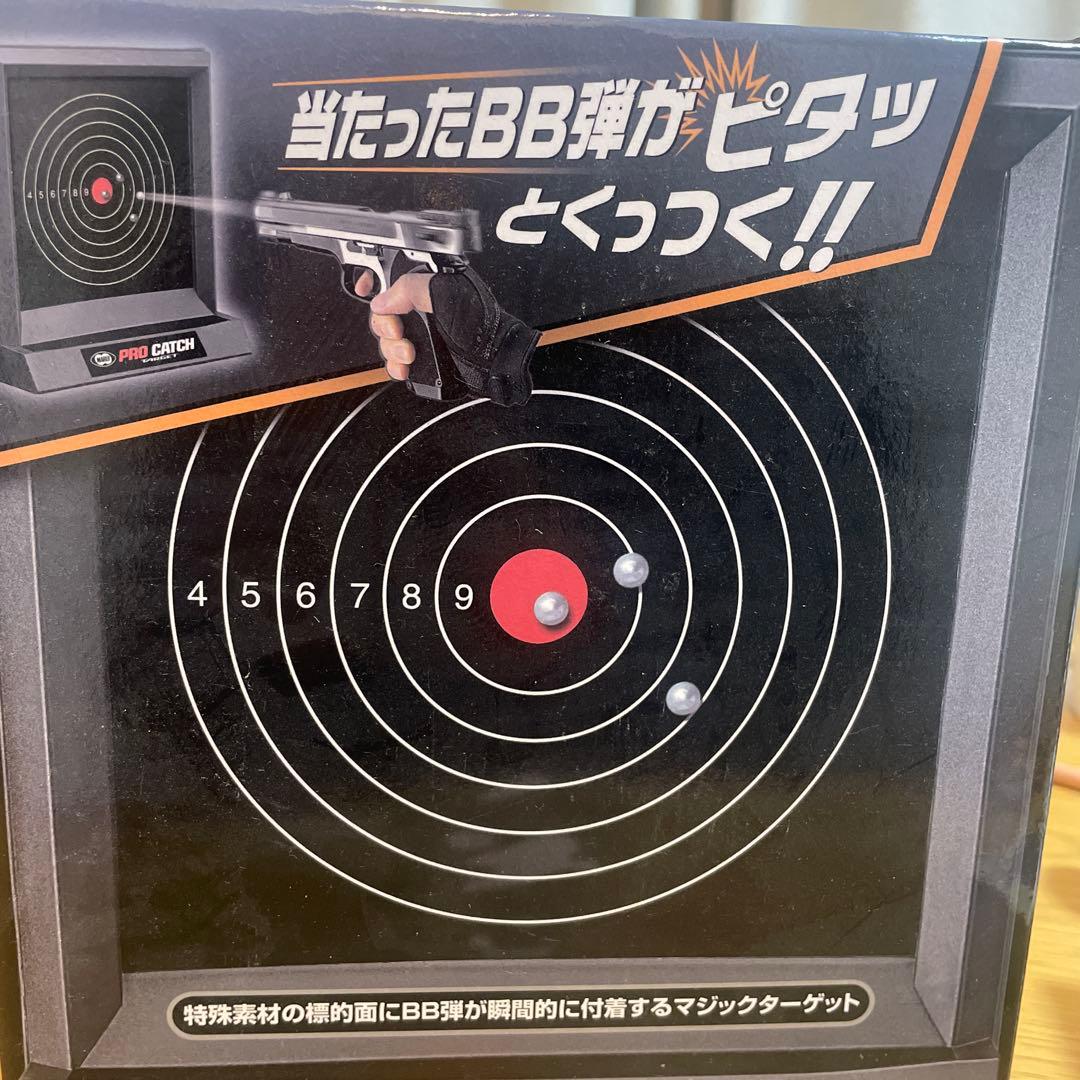 当たったBB弾がピタッ
とくっつく!!
4 5 6 7 8 9
PRO CATCH
TARGET
4 5 6 7 8 9
特殊素材の標的面にBB弾が瞬間的に付着するマジックターゲット